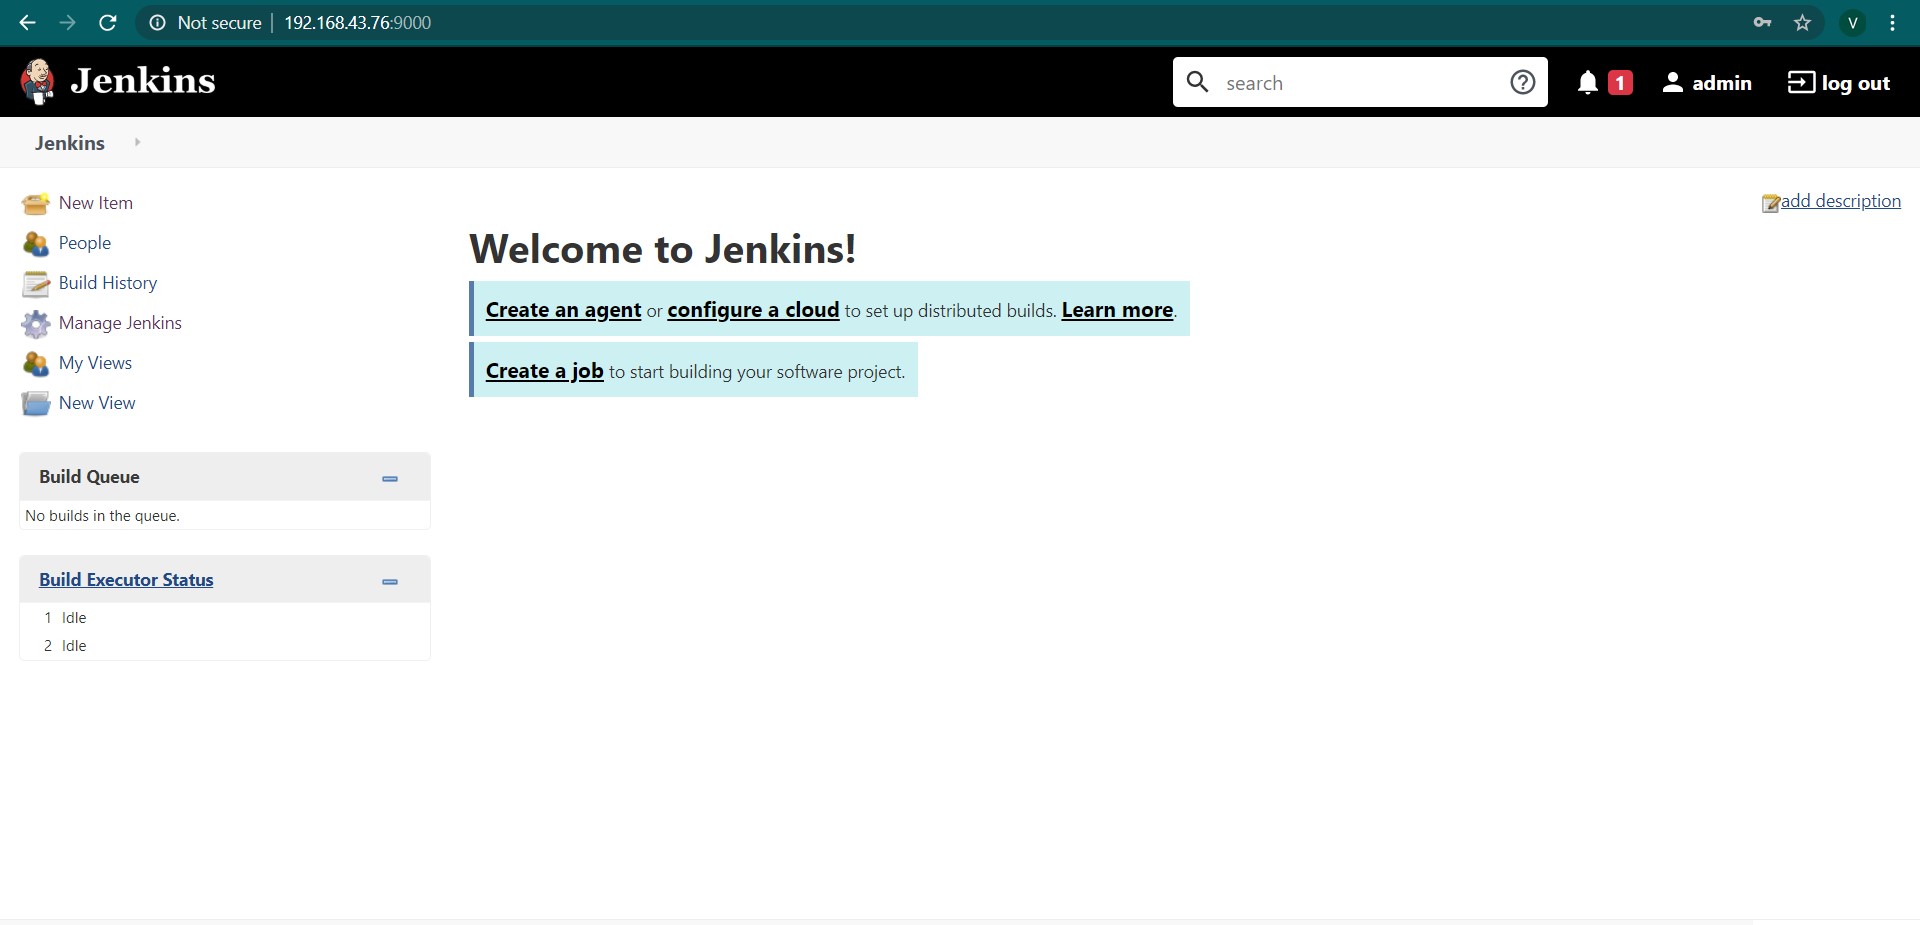 Not secure | 192.168.43.76:9000
V
Jenkins
search
1
admin
log out
Jenkins
New Item
People
Build History
Manage Jenkins
My Views
New View
add description
Welcome to Jenkins!
Create an agent or configure a cloud to set up distributed builds. Learn more.
Create a job to start building your software project.
Build Queue
No builds in the queue.
Build Executor Status
1 Idle
2 Idle